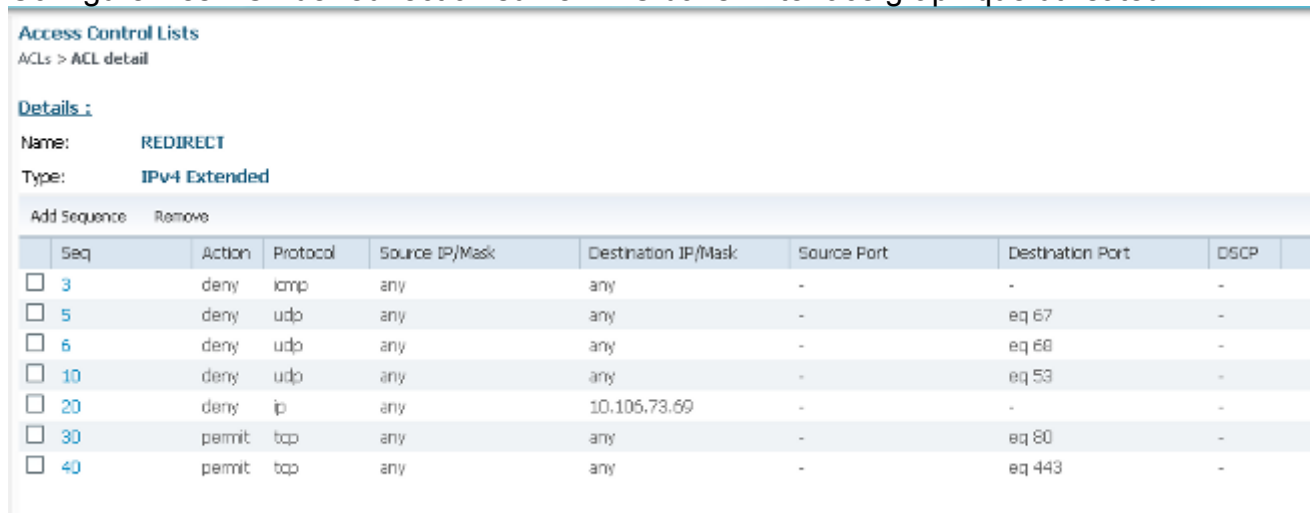 Access Control Lists
ACLs > ACL detail
Details :
Name: REDIRECT
Type: IPv4 Extended
Add Sequence Remove
Seq Action Protocol Source IP/Mask Destination IP/Mask Source Port Destination Port DSCP
3 deny icmp any any - - -
5 deny udp any any - eq 67 -
6 deny udp any any - eq 68 -
10 deny udp any any - eq 53 -
20 deny ip any 10.106.73.69 - - -
30 permit tcp any any - eq 80 -
40 permit tcp any any - eq 443 -